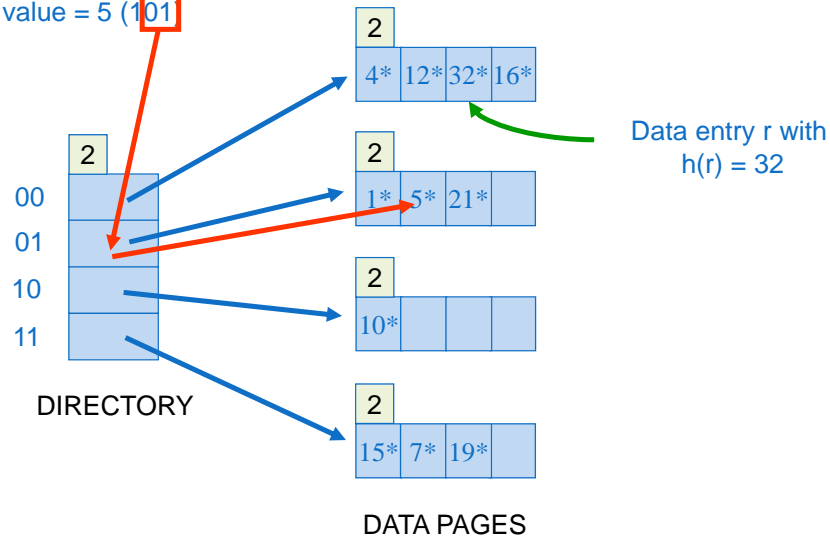 value = 5 (101)
2
4* 12* 32* 16*
Data entry r with
h(r) = 32
2
2
00
1* 5* 21*
01
2
10
10*
11
DIRECTORY
2
15* 7* 19*
DATA PAGES